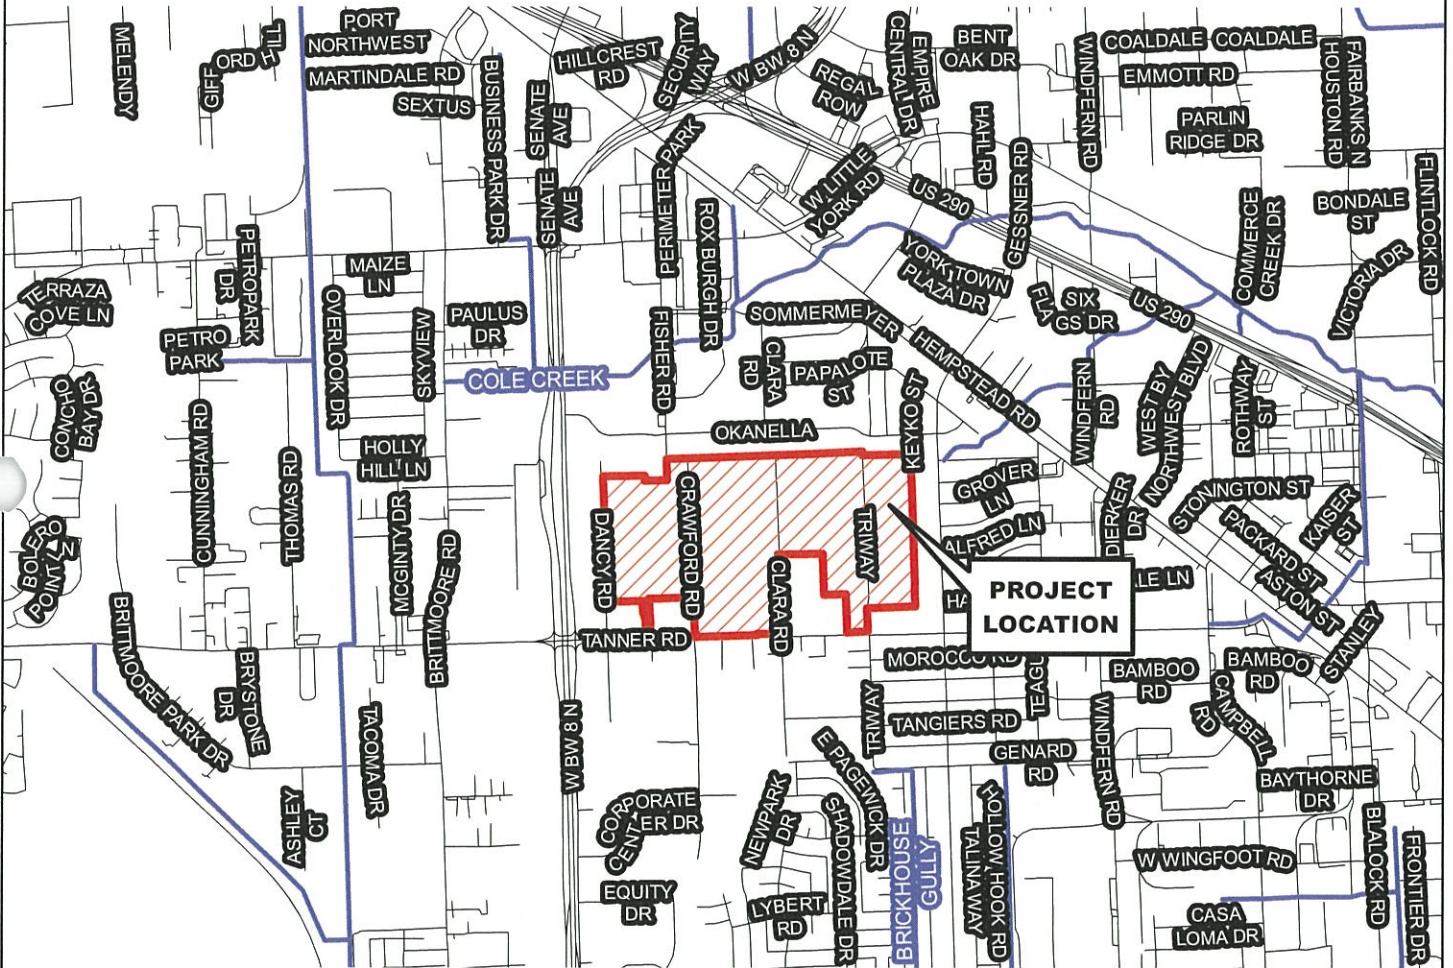 MELENDY
GIFF
ORD HILL
PORT
NORTHWEST
MARTINDALE RD
SEXTUS
BUSINESS PARK DR
SENATE
AVE
HILLCREST
RD
SECURITY
WAY
W BW 8 N
REGAL
ROW
CENTRAL DR
EMPIRE
BENT
OAK DR
WINDFERN RD
COALDALE
COALDALE
EMMOTT RD
PARLIN
RIDGE DR
HOUSTON RD
FAIRBANKS N
FLINTLOCK RD
HAHL RD
GESSNER RD
SENATE
AVE
PERIMETER PARK
W LITTLE
YORK RD
US 290
BONDALE
ST
COMMERCE
CREEK DR
VICTORIA DR
ROXBURGH DR
PETROPARK
DR
MAIZE
LN
TERRAZA
COVE LN
OVERLOOK DR
SKYVIEW
PAULUS
DR
PETRO
PARK
YORKTOWN
PLAZA DR
SIX
FLA
GS DR
US 290
SOMMERMEYER
FISHER RD
CLARA
RD
PAPALOTE
ST
HEMPSTEAD RD
COLE CREEK
KEYKO ST
WINDFERN
RD
WEST BY
NORTHWEST BLVD
ROTHWAY
ST
CONCHO
BAY DR
CUNNINGHAM RD
THOMAS RD
HOLLY
HILL LN
OKANELLA
GROVER
LN
ALFRED LN
DIERKER
DR
STONINGTON ST
KAISER
ST
PACKARD ST
ASTON ST
STANLEY
BOLERO
POINT LN
MCGINTY DR
BRITTMOORE RD
DANCY RD
CRAWFORD RD
TRIWAY
CLARA RD
TANNER RD
PROJECT
LOCATION
HA
LE LN
BRITTMOORE PARK DR
BRYSTONE
DR
TACOMA DR
W BW 8 N
MOROCCO RD
TEAGU
BAMBOO
RD
BAMBOO
RD
CAMPBELL
RD
TRIWAY
TANGIERS RD
GENARD
RD
WINDFERN RD
BAYTHORNE
DR
ASHLEY
CT
CORPORATE
CENTER DR
NEWPARK
DR
E PAGEWICK DR
SHADOWDALE DR
BRICKHOUSE
GULLY
TALINA WAY
HOLLOW HOOK RD
W WINGFOOT RD
BLALOCK RD
FRONTIER DR
EQUITY
DR
LYBERT
RD
CASA
LOMA DR